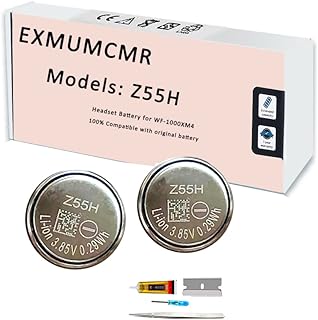 EXMUMCMR
Models: Z55H
Headset Battery for WF-1000XM4
100% Compatible with original battery
Z55H
Li-ion 3.85V 0.29Wh
Z55H
Li-ion 3.85V 0.29Wh